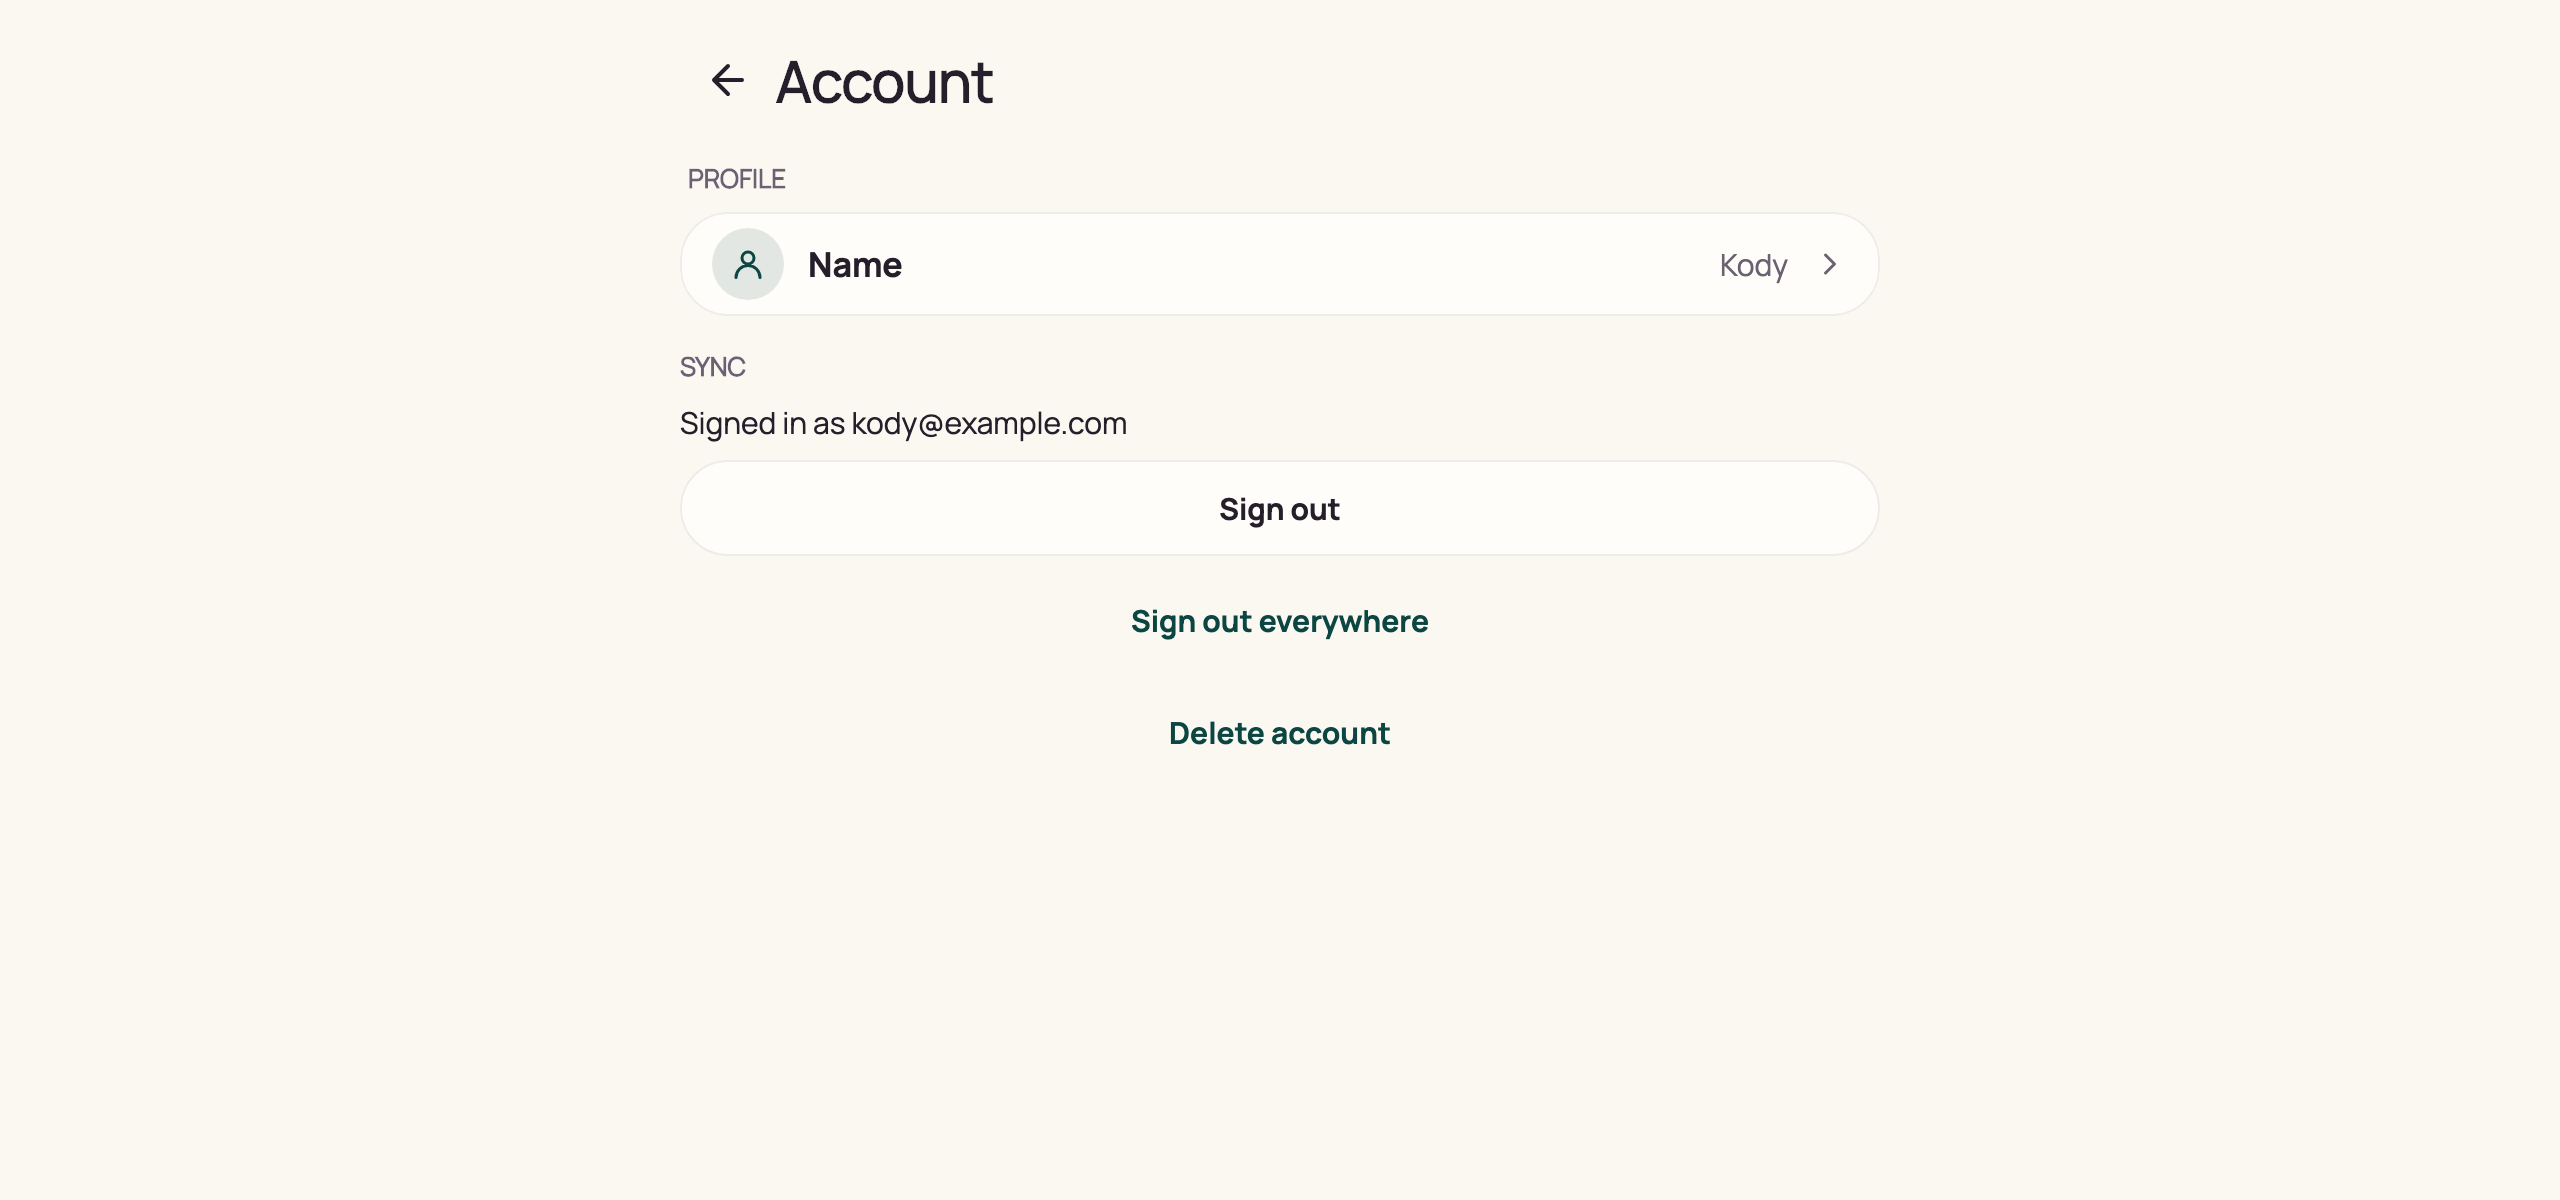 Account
PROFILE
Name
Kody
SYNC
Signed in as kody@example.com
Sign out
Sign out everywhere
Delete account